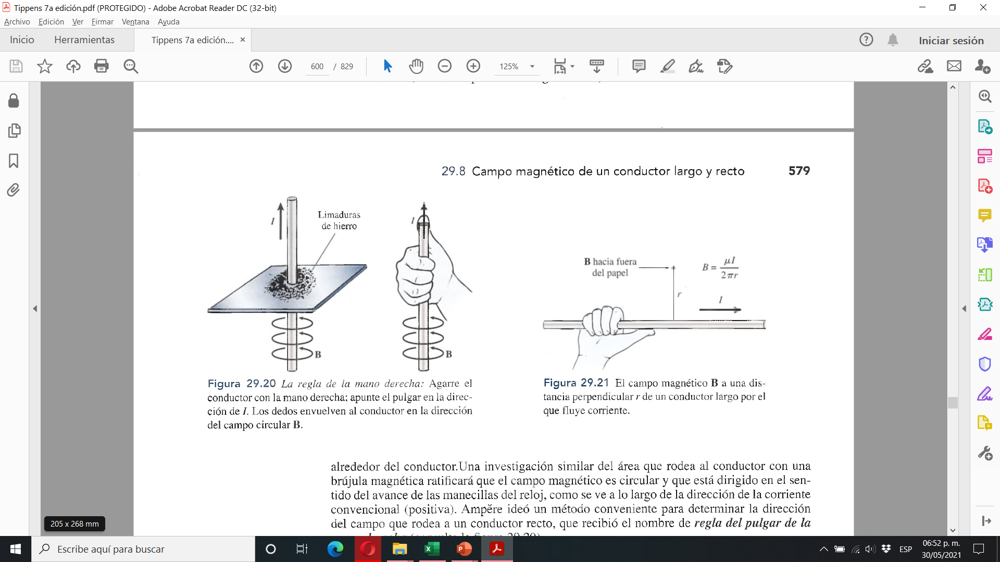 Tippens 7a edición.pdf (PROTEGIDO) - Adobe Acrobat Reader DC (32-bit)
Archivo Edición Ver Firmar Ventana Ayuda
Inicio Herramientas Tippens 7a edición.... Iniciar sesión
600 / 829 125%
29.8 Campo magnético de un conductor largo y recto 579
I
Limaduras
de hierro
B
I
B
B hacia fuera
del papel
B = μI / 2πr
r
I
Figura 29.20 La regla de la mano derecha: Agarre el
conductor con la mano derecha; apunte el pulgar en la direc-
ción de I. Los dedos envuelven al conductor en la dirección
del campo circular B.
Figura 29.21 El campo magnético B a una dis-
tancia perpendicular r de un conductor largo por el
que fluye corriente.
alrededor del conductor.Una investigación similar del área que rodea al conductor con una
brújula magnética ratificará que el campo magnético es circular y que está dirigido en el sen-
tido del avance de las manecillas del reloj, como se ve a lo largo de la dirección de la corriente
convencional (positiva). Ampère ideó un método conveniente para determinar la dirección
del campo que rodea a un conductor recto, que recibió el nombre de regla del pulgar de la
205 x 268 mm
Escribe aquí para buscar
ESP
06:52 p. m.
30/05/2021